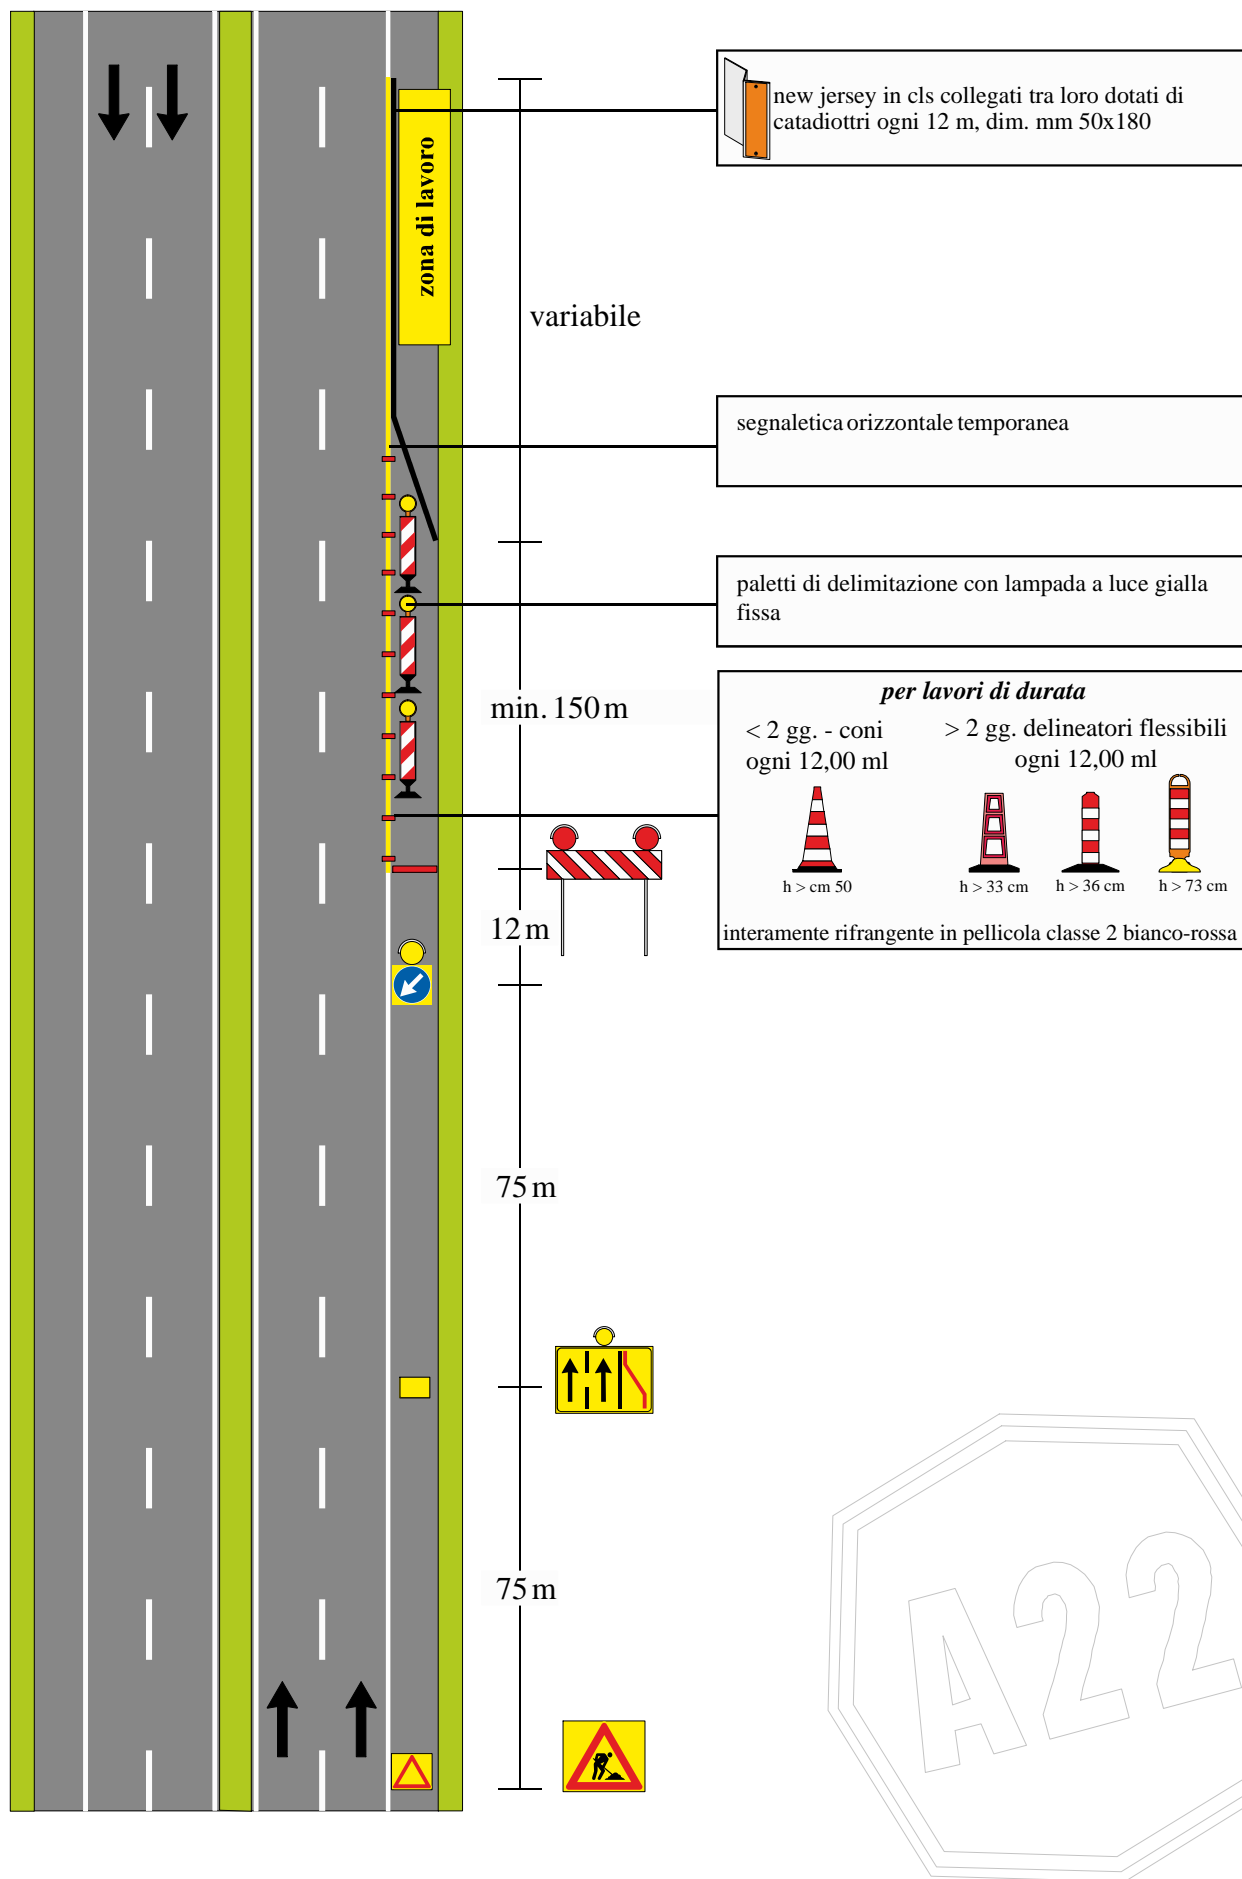 new jersey in cls collegati tra loro dotati di
catadiottri ogni 12 m, dim. mm 50x180
zona di lavoro
variabile
segnaletica orizzontale temporanea
paletti di delimitazione con lampada a luce gialla
fissa
min. 150 m
per lavori di durata
< 2 gg. - coni
ogni 12,00 ml
> 2 gg. delineatori flessibili
ogni 12,00 ml
h > cm 50
h > 33 cm
h > 36 cm
h > 73 cm
interamente rifrangente in pellicola classe 2 bianco-rossa
12 m
75 m
75 m
A22